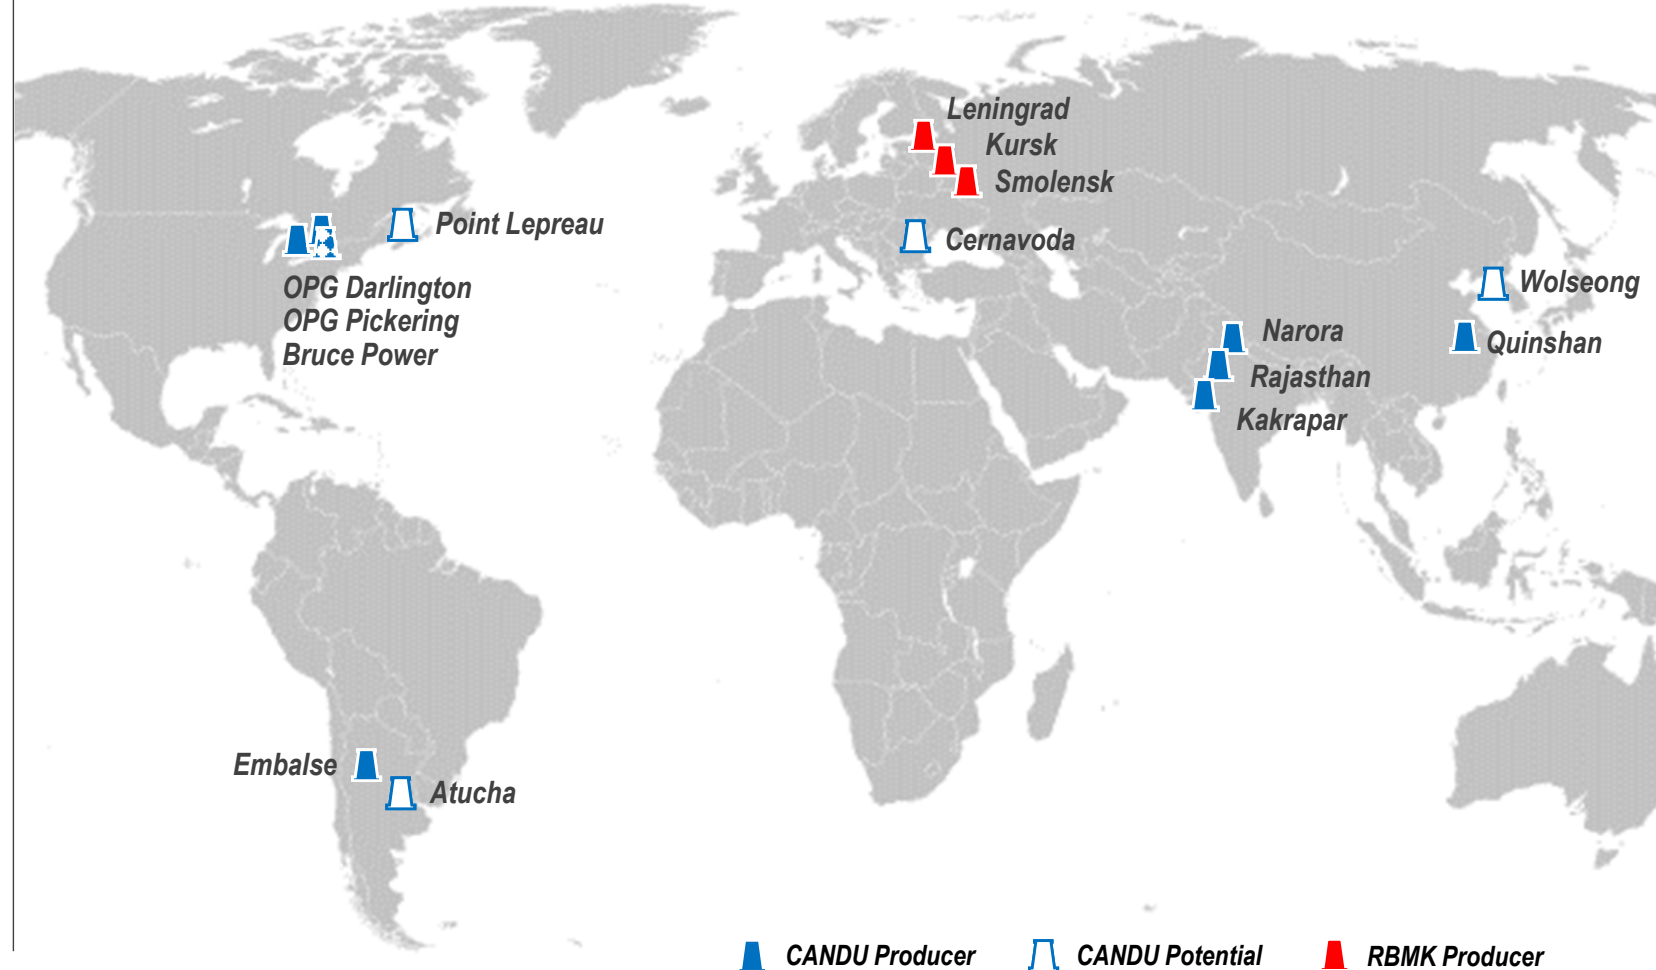 Leningrad
Kursk
Smolensk
Point Lepreau
Cernavoda
OPG Darlington
OPG Pickering
Bruce Power
Wolseong
Narora
Quinshan
Rajasthan
Kakrapar
Embalse
Atucha
CANDU Producer
CANDU Potential
RBMK Producer